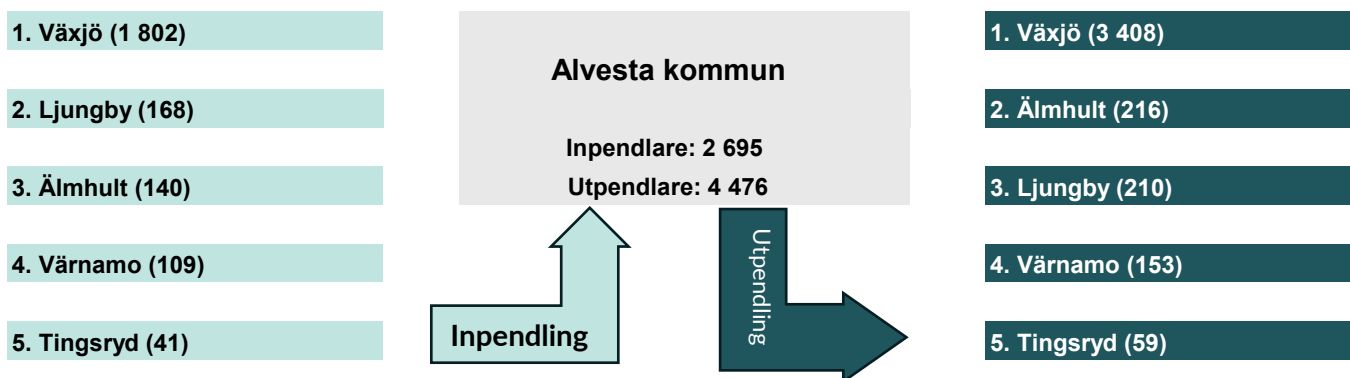 1. Växjö (1 802)
2. Ljungby (168)
3. Älmhult (140)
4. Värnamo (109)
5. Tingsryd (41)
Alvesta kommun
Inpendlare: 2 695
Utpendlare: 4 476
Inpendling
Utpendling
1. Växjö (3 408)
2. Älmhult (216)
3. Ljungby (210)
4. Värnamo (153)
5. Tingsryd (59)